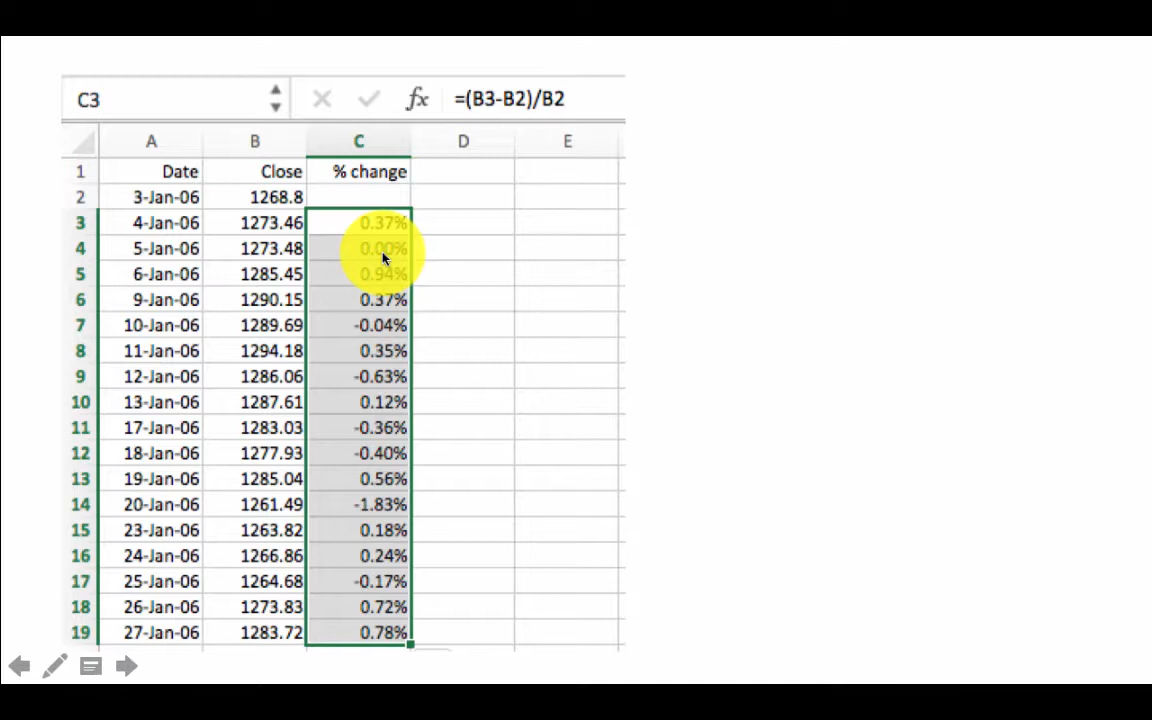 C3 fx =(B3-B2)/B2
A B C D E
1 Date Close % change
2 3-Jan-06 1268.8
3 4-Jan-06 1273.46 0.37%
4 5-Jan-06 1273.48 0.00%
5 6-Jan-06 1285.45 0.94%
6 9-Jan-06 1290.15 0.37%
7 10-Jan-06 1289.69 -0.04%
8 11-Jan-06 1294.18 0.35%
9 12-Jan-06 1286.06 -0.63%
10 13-Jan-06 1287.61 0.12%
11 17-Jan-06 1283.03 -0.36%
12 18-Jan-06 1277.93 -0.40%
13 19-Jan-06 1285.04 0.56%
14 20-Jan-06 1261.49 -1.83%
15 23-Jan-06 1263.82 0.18%
16 24-Jan-06 1266.86 0.24%
17 25-Jan-06 1264.68 -0.17%
18 26-Jan-06 1273.83 0.72%
19 27-Jan-06 1283.72 0.78%